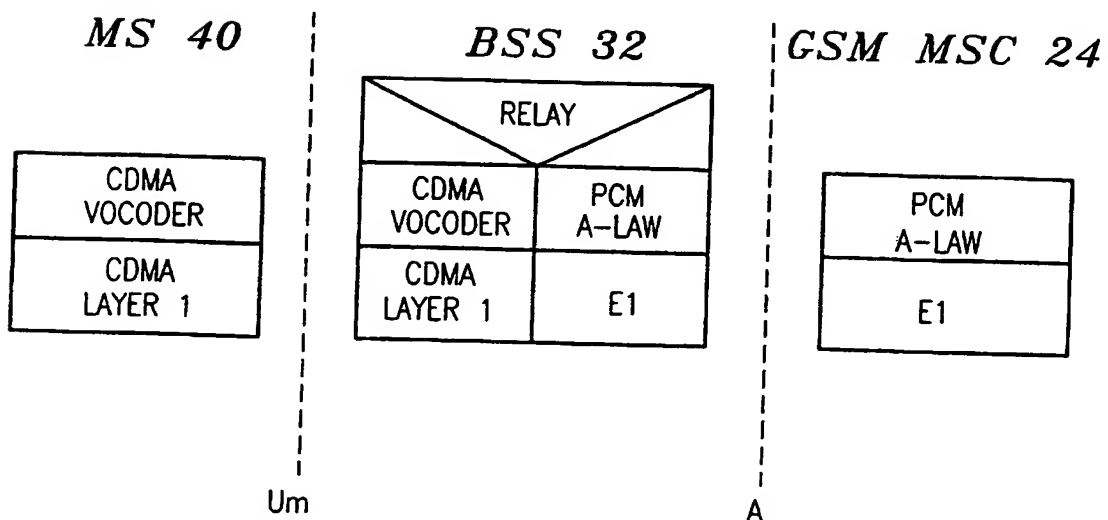 MS 40
BSS 32
GSM MSC 24
RELAY
CDMA
VOCODER
CDMA
LAYER 1
CDMA
VOCODER
PCM
A-LAW
CDMA
LAYER 1
E1
PCM
A-LAW
E1
Um
A